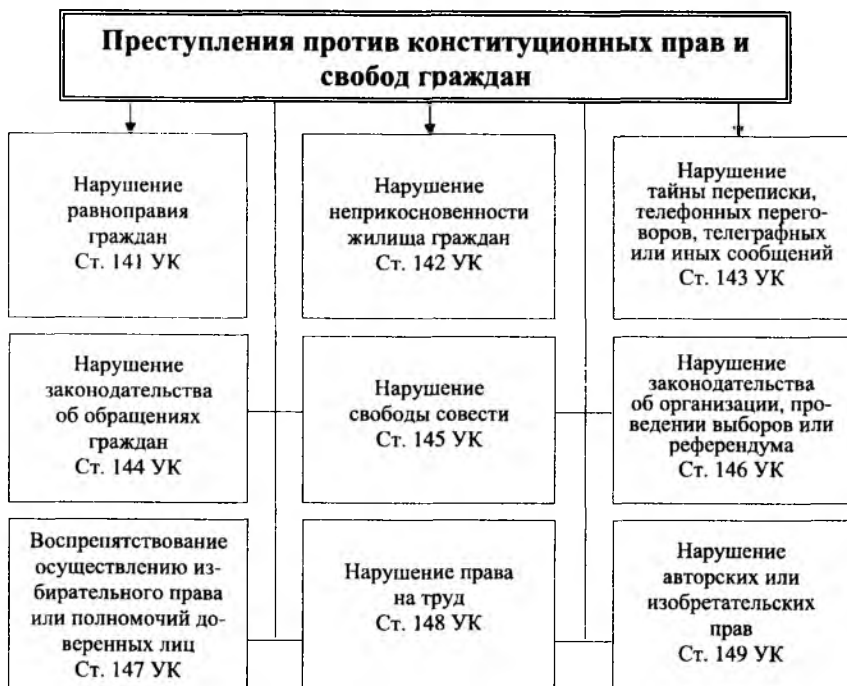 Преступления против конституционных прав и
свобод граждан
Нарушение
равноправия
граждан
Ст. 141 УК
Нарушение
неприкосновенности
жилища граждан
Ст. 142 УК
Нарушение
тайны переписки,
телефонных перего-
воров, телеграфных
или иных сообщений
Ст. 143 УК
Нарушение
законодательства
об обращениях
граждан
Ст. 144 УК
Нарушение
свободы совести
Ст. 145 УК
Нарушение
законодательства
об организации, про-
ведении выборов или
референдума
Ст. 146 УК
Воспрепятствование
осуществлению из-
бирательного права
или полномочий до-
веренных лиц
Ст. 147 УК
Нарушение права
на труд
Ст. 148 УК
Нарушение
авторских или
изобретательских
прав
Ст. 149 УК